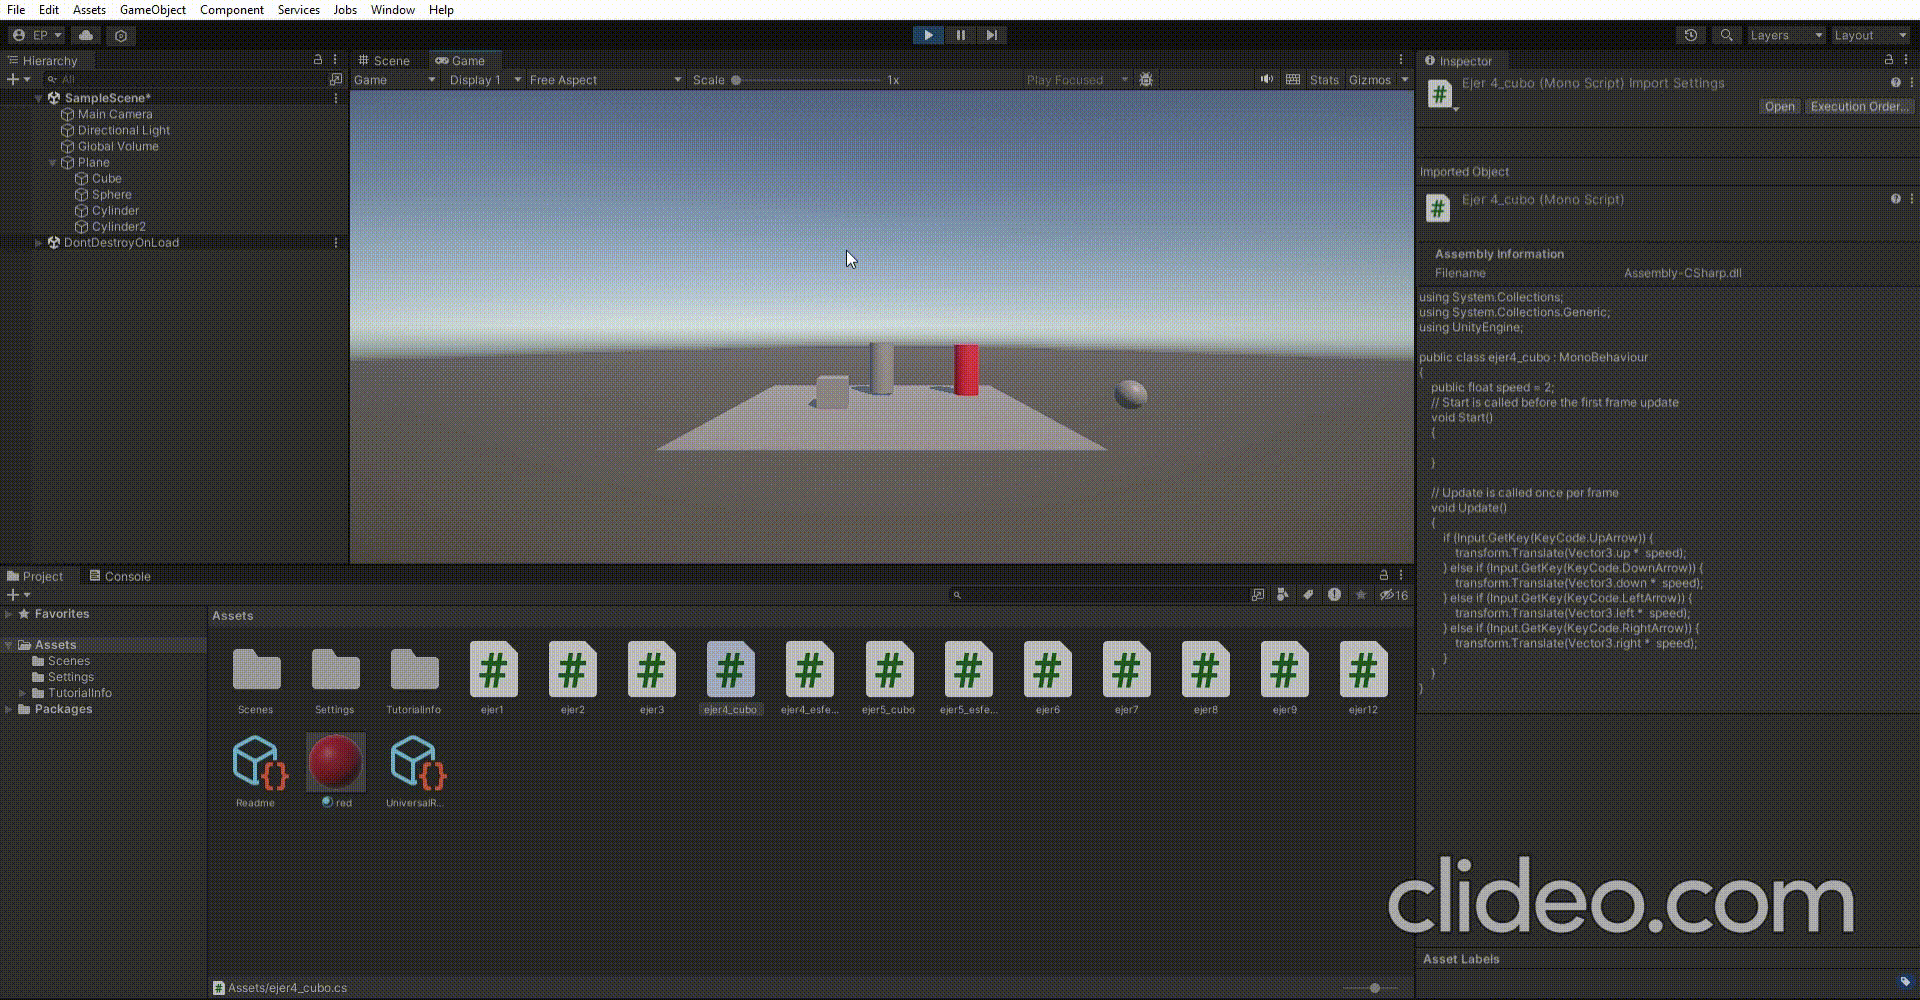 File Edit Assets GameObject Component Services Jobs Window Help
EP
Layers Layout
Hierarchy
All
SampleScene*
Main Camera
Directional Light
Global Volume
Plane
Cube
Sphere
Cylinder
Cylinder2
DontDestroyOnLoad
Scene Game
Game Display 1 Free Aspect Scale 1x Play Focused Stats Gizmos
Inspector
Ejer 4_cubo (Mono Script) Import Settings
Open Execution Order...
Imported Object
Ejer 4_cubo (Mono Script)
Assembly Information
Filename Assembly-CSharp.dll
using System.Collections;
using System.Collections.Generic;
using UnityEngine;
public class ejer4_cubo : MonoBehaviour
{
public float speed = 2;
// Start is called before the first frame update
void Start()
{
}
// Update is called once per frame
void Update()
{
if (Input.GetKey(KeyCode.UpArrow)) {
transform.Translate(Vector3.up * speed);
} else if (Input.GetKey(KeyCode.DownArrow)) {
transform.Translate(Vector3.down * speed);
} else if (Input.GetKey(KeyCode.LeftArrow)) {
transform.Translate(Vector3.left * speed);
} else if (Input.GetKey(KeyCode.RightArrow)) {
transform.Translate(Vector3.right * speed);
}
}
}
Project Console
16
Favorites
Assets
Scenes
Settings
TutorialInfo
Packages
Assets
Scenes Settings TutorialInfo ejer1 ejer2 ejer3 ejer4_cubo ejer4_esfe... ejer5_cubo ejer5_esfe... ejer6 ejer7 ejer8 ejer9 ejer12
Readme red UniversalR...
Assets/ejer4_cubo.cs
clideo.com
Asset Labels